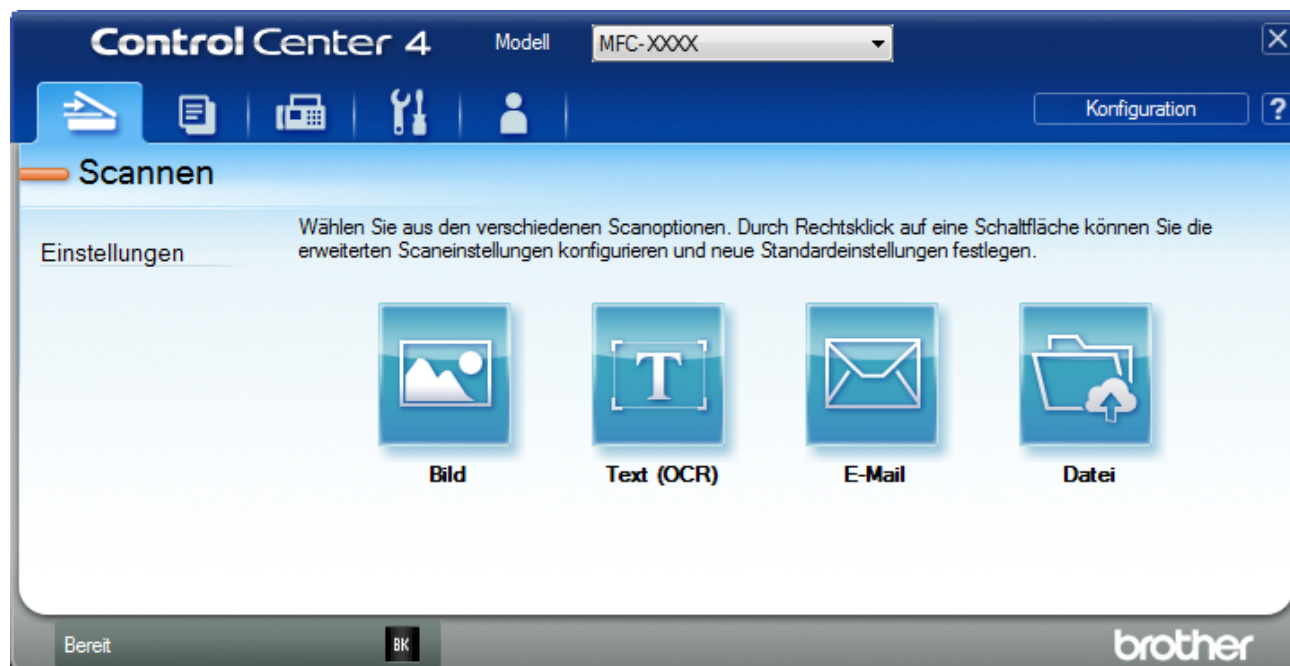 ControlCenter 4
Modell
MFC-XXXX
Konfiguration
?
Scannen
Einstellungen
Wählen Sie aus den verschiedenen Scanoptionen. Durch Rechtsklick auf eine Schaltfläche können Sie die
erweiterten Scaneinstellungen konfigurieren und neue Standardeinstellungen festlegen.
T
Bild
Text (OCR)
E-Mail
Datei
Bereit
BK
brother